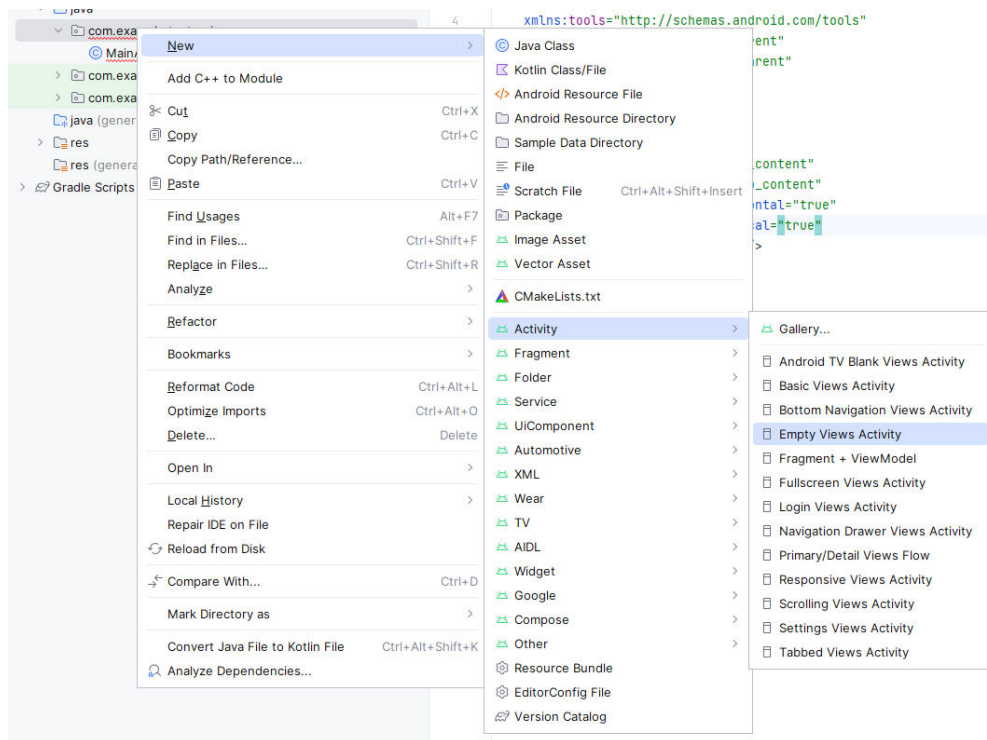 java
4
xmlns:tools="http://schemas.android.com/tools"
com.exa
Main
com.exa
com.exa
java (gener
res
res (genera
Gradle Scripts
New
Add C++ to Module
Cut Ctrl+X
Copy Ctrl+C
Copy Path/Reference...
Paste Ctrl+V
Find Usages Alt+F7
Find in Files... Ctrl+Shift+F
Replace in Files... Ctrl+Shift+R
Analyze
Refactor
Bookmarks
Reformat Code Ctrl+Alt+L
Optimize Imports Ctrl+Alt+O
Delete... Delete
Open In
Local History
Repair IDE on File
Reload from Disk
Compare With... Ctrl+D
Mark Directory as
Convert Java File to Kotlin File Ctrl+Alt+Shift+K
Analyze Dependencies...
Java Class
Kotlin Class/File
Android Resource File
Android Resource Directory
Sample Data Directory
File
Scratch File Ctrl+Alt+Shift+Insert
Package
Image Asset
Vector Asset
CMakeLists.txt
Activity
Fragment
Folder
Service
UiComponent
Automotive
XML
Wear
TV
AIDL
Widget
Google
Compose
Other
Resource Bundle
EditorConfig File
Version Catalog
ent"
rent"
content"
_content"
ntal="true"
al="true"
>
Gallery...
Android TV Blank Views Activity
Basic Views Activity
Bottom Navigation Views Activity
Empty Views Activity
Fragment + ViewModel
Fullscreen Views Activity
Login Views Activity
Navigation Drawer Views Activity
Primary/Detail Views Flow
Responsive Views Activity
Scrolling Views Activity
Settings Views Activity
Tabbed Views Activity